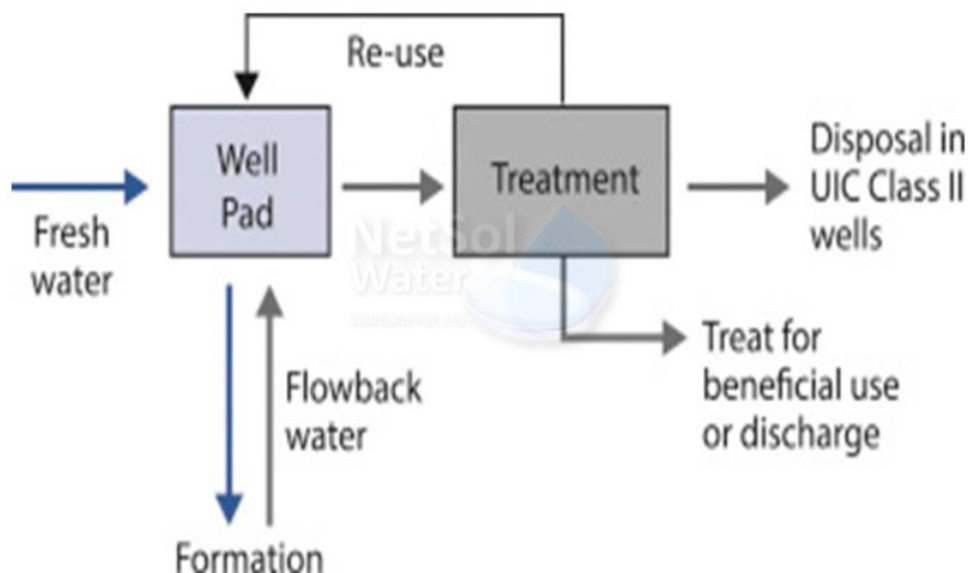 Re-use
Well
Pad
Treatment
Disposal in
UIC Class II
wells
Fresh
water
NetSol
Water
Treat for
beneficial use
or discharge
Flowback
water
Formation